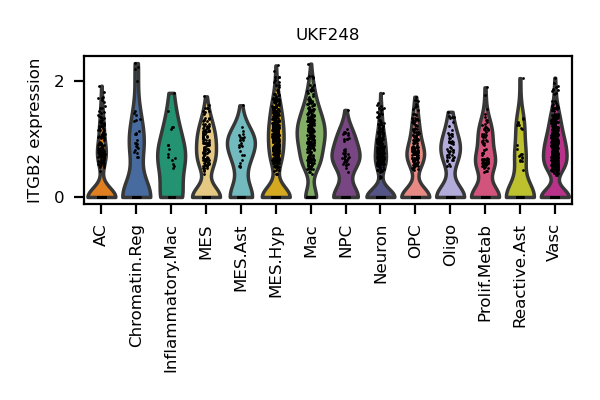 UKF248
ITGB2 expression
2
0
AC
Chromatin.Reg
Inflammatory.Mac
MES
MES.Ast
MES.Hyp
Mac
NPC
Neuron
OPC
Oligo
Prolif.Metab
Reactive.Ast
Vasc